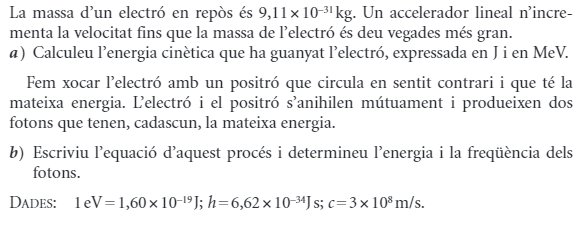 La massa d’un electró en repòs és 9,11 × 10⁻³¹ kg. Un accelerador lineal n’incre-
menta la velocitat fins que la massa de l’electró és deu vegades més gran.
a) Calculeu l’energia cinètica que ha guanyat l’electró, expressada en J i en MeV.
Fem xocar l’electró amb un positró que circula en sentit contrari i que té la
mateixa energia. L’electró i el positró s’anihilen mútuament i produeixen dos
fotons que tenen, cadascun, la mateixa energia.
b) Escriviu l’equació d’aquest procés i determineu l’energia i la freqüència dels
fotons.
DADES: 1 eV = 1,60 × 10⁻¹⁹ J; h = 6,62 × 10⁻³⁴ J s; c = 3 × 10⁸ m/s.